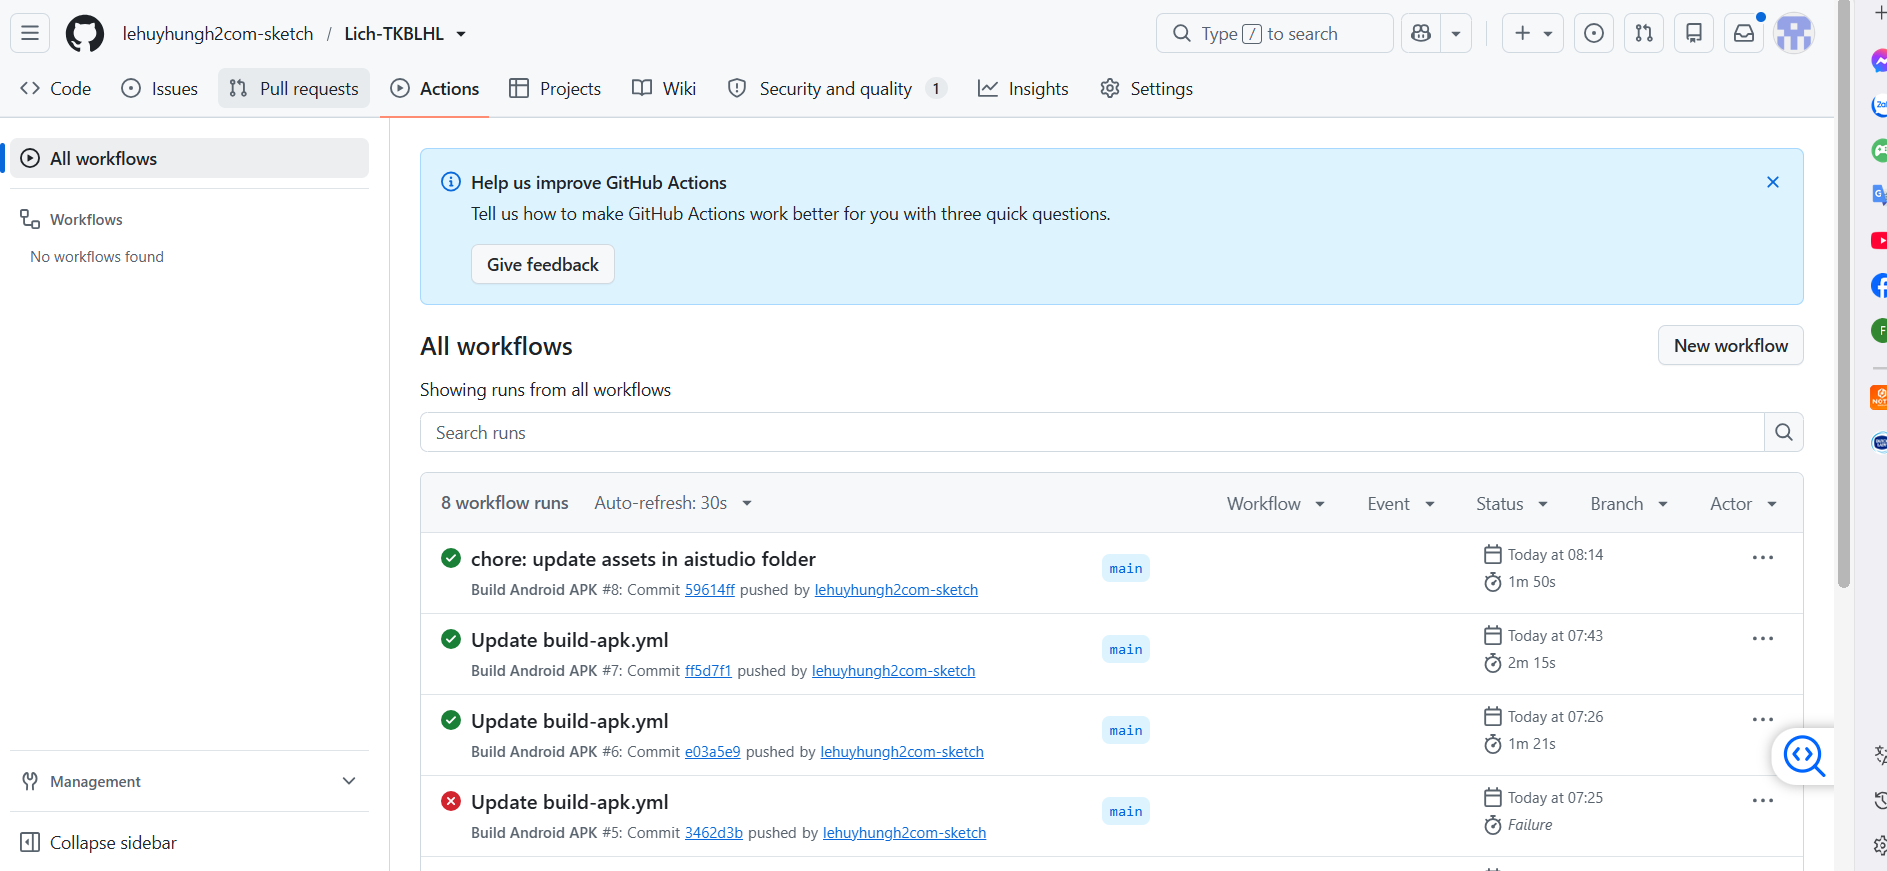 lehuyhungh2com-sketch / Lich-TKBLHL
Type / to search
Code
Issues
Pull requests
Actions
Projects
Wiki
Security and quality 1
Insights
Settings
All workflows
Workflows
No workflows found
Management
Collapse sidebar
Help us improve GitHub Actions
Tell us how to make GitHub Actions work better for you with three quick questions.
Give feedback
All workflows
New workflow
Showing runs from all workflows
Search runs
8 workflow runs
Auto-refresh: 30s
Workflow
Event
Status
Branch
Actor
chore: update assets in aistudio folder
Build Android APK #8: Commit 59614ff pushed by lehuyhungh2com-sketch
main
Today at 08:14
1m 50s
Update build-apk.yml
Build Android APK #7: Commit ff5d7f1 pushed by lehuyhungh2com-sketch
main
Today at 07:43
2m 15s
Update build-apk.yml
Build Android APK #6: Commit e03a5e9 pushed by lehuyhungh2com-sketch
main
Today at 07:26
1m 21s
Update build-apk.yml
Build Android APK #5: Commit 3462d3b pushed by lehuyhungh2com-sketch
main
Today at 07:25
Failure